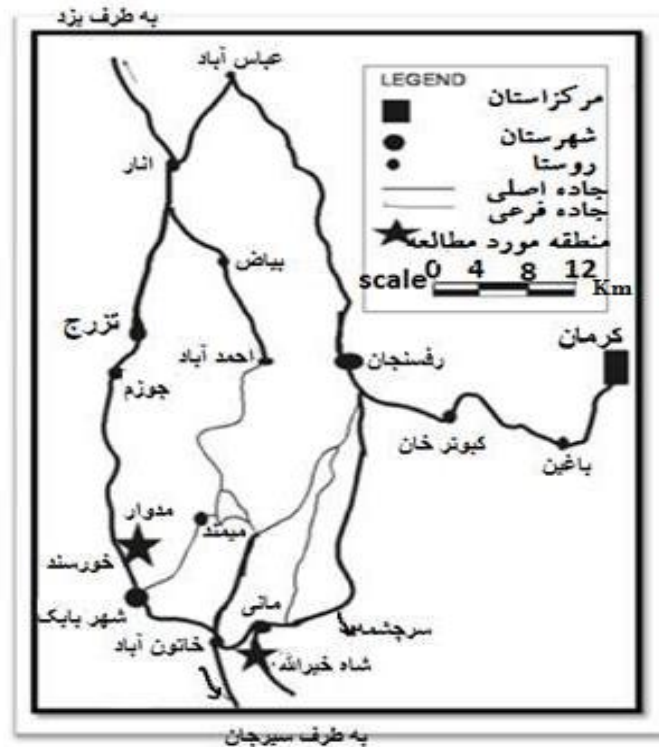 به طرف یزد
عباس آباد
LEGEND
مرکزاستان
شهرستان
روستا
جاده اصلی
جاده فرعی
منطقه مورد مطالعه
scale 0 4 8 12 Km
انار
بیاض
تزرج
احمد آباد
رفسنجان
کرمان
جوزم
کبوتر خان
باغین
مدوار
میمند
خورسند
شهر بابک
مانی
سرچشمه
خاتون آباد
شاه خیرالله
به طرف سیرجان